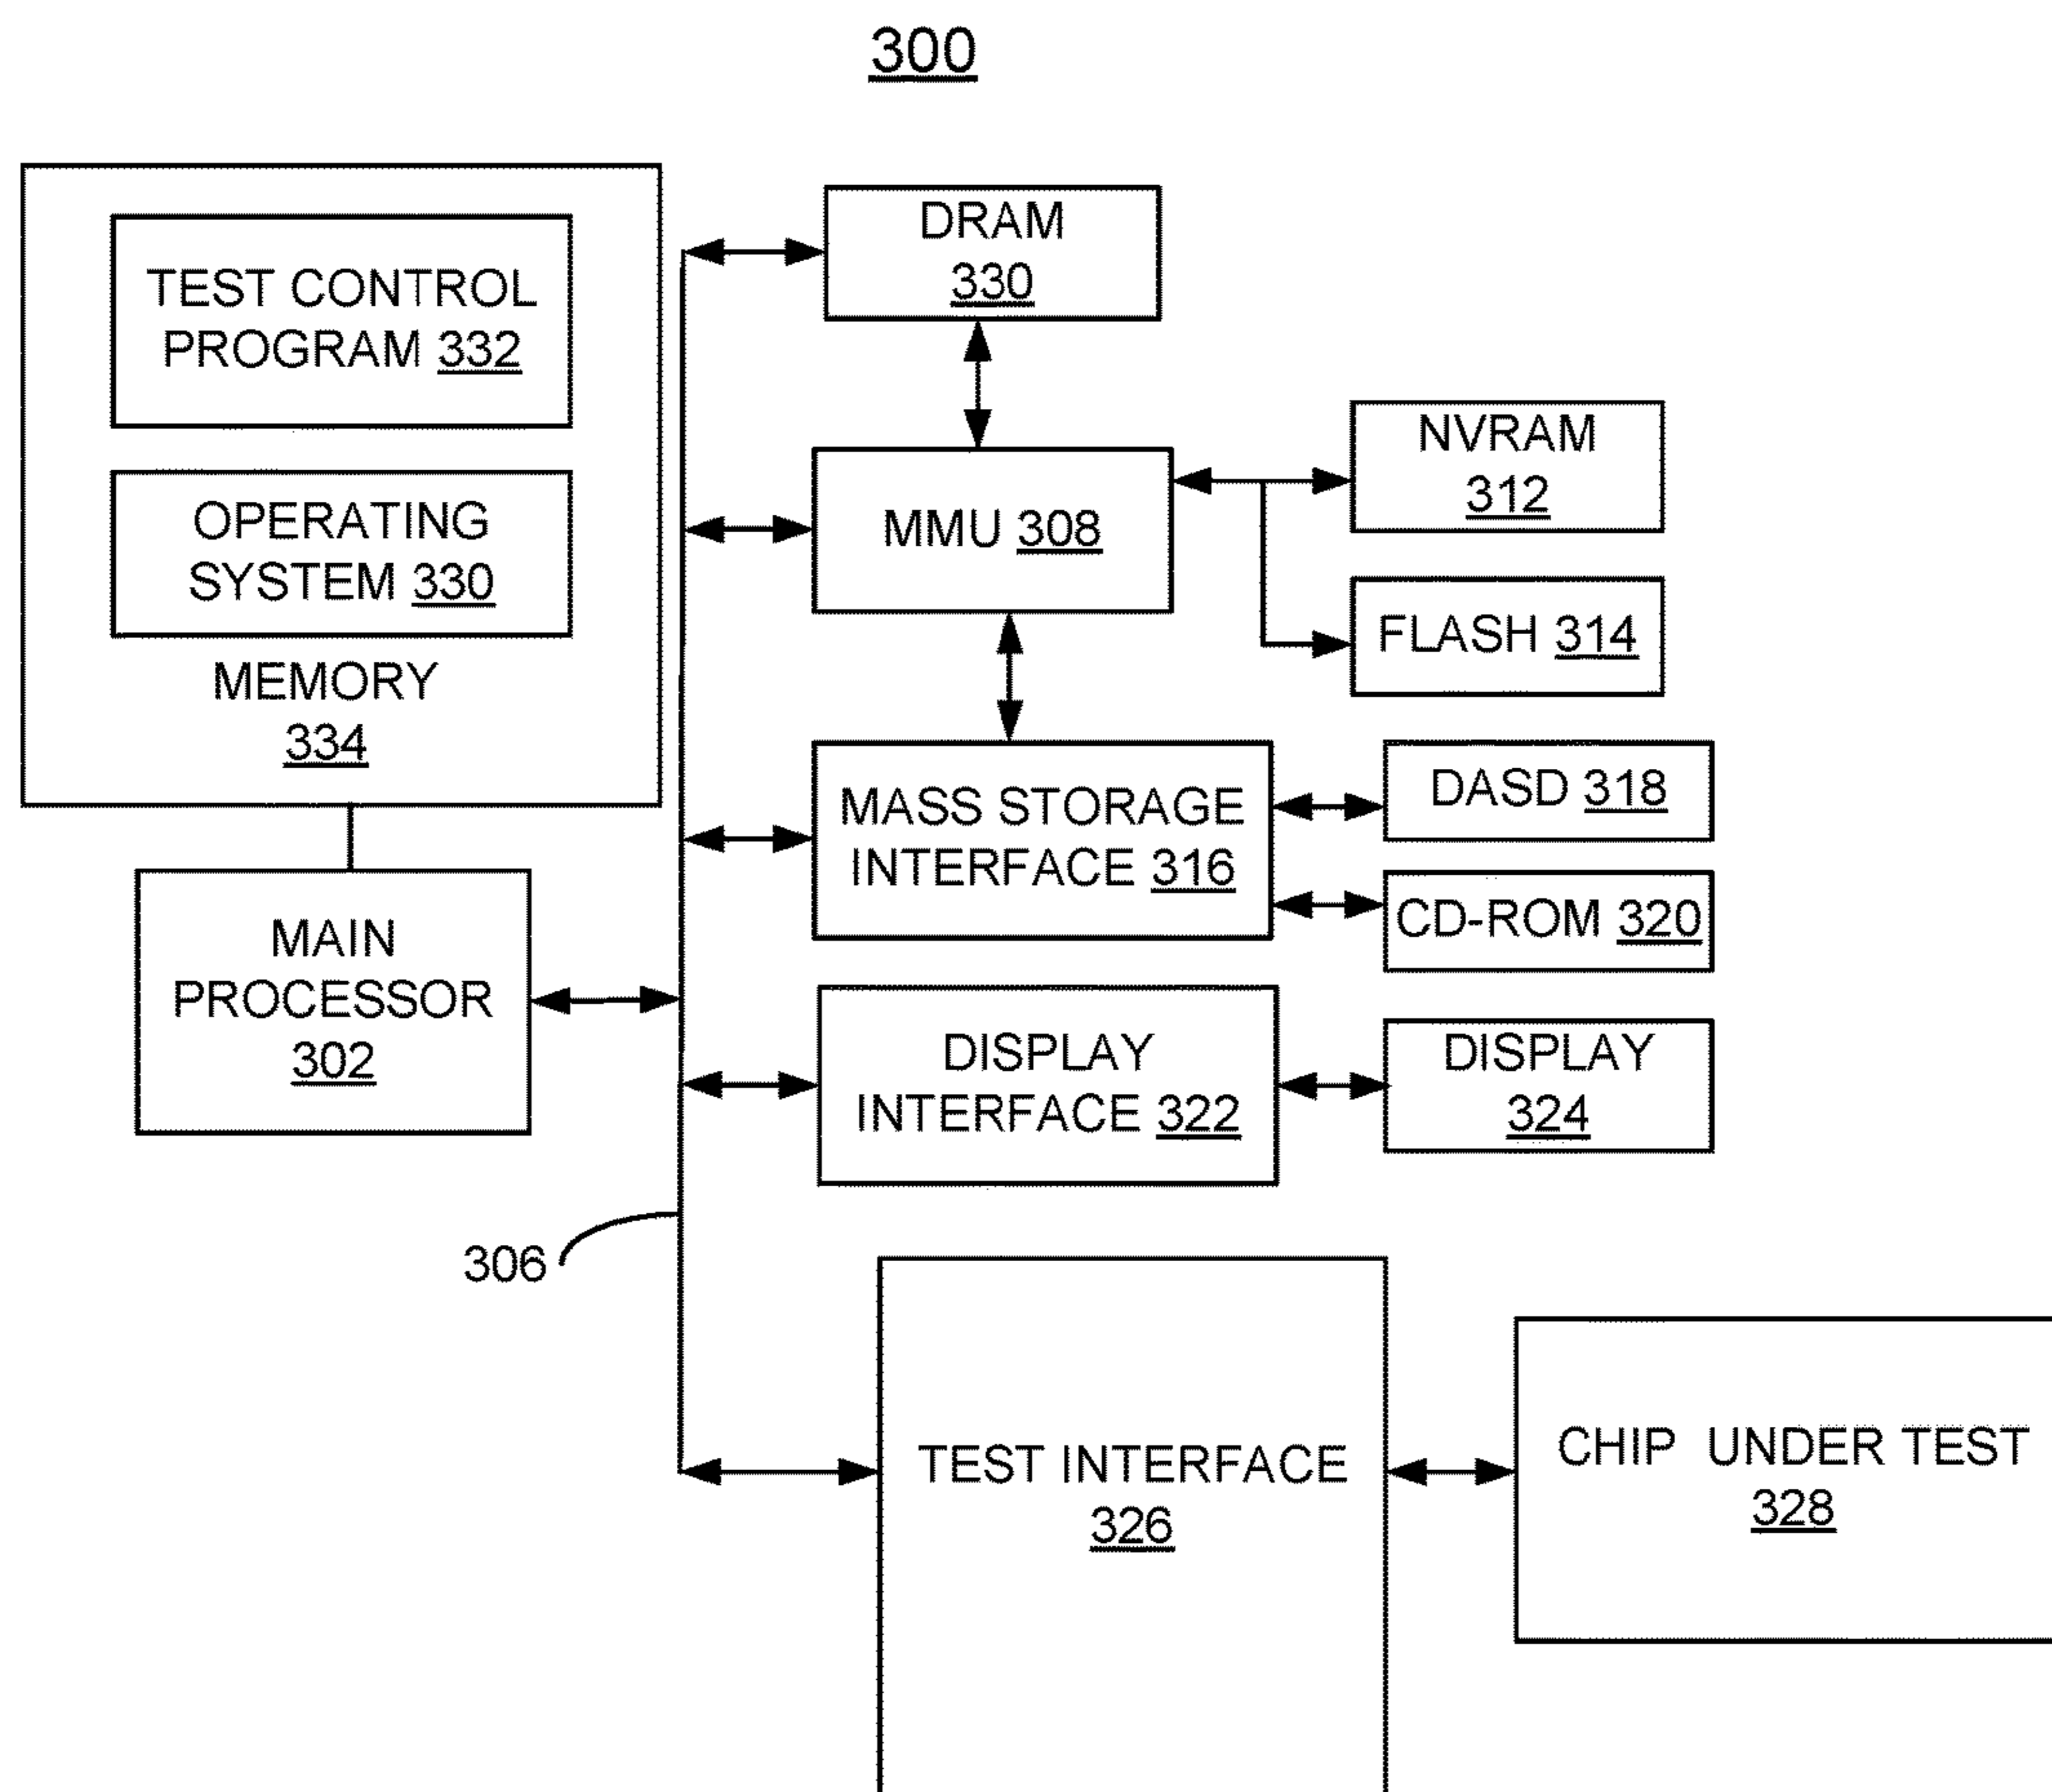 300
TEST CONTROL
PROGRAM 332
OPERATING
SYSTEM 330
MEMORY
334
MAIN
PROCESSOR
302
306
DRAM
330
MMU 308
NVRAM
312
FLASH 314
MASS STORAGE
INTERFACE 316
DASD 318
CD-ROM 320
DISPLAY
INTERFACE 322
DISPLAY
324
TEST INTERFACE
326
CHIP UNDER TEST
328